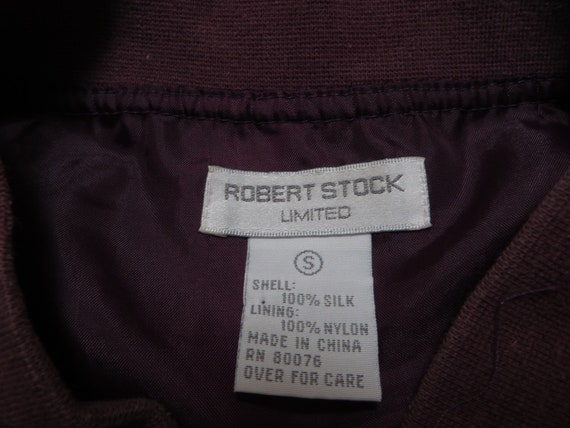 ROBERT STOCK
LIMITED
S
SHELL:
100% SILK
LINING:
100% NYLON
MADE IN CHINA
RN 80076
OVER FOR CARE